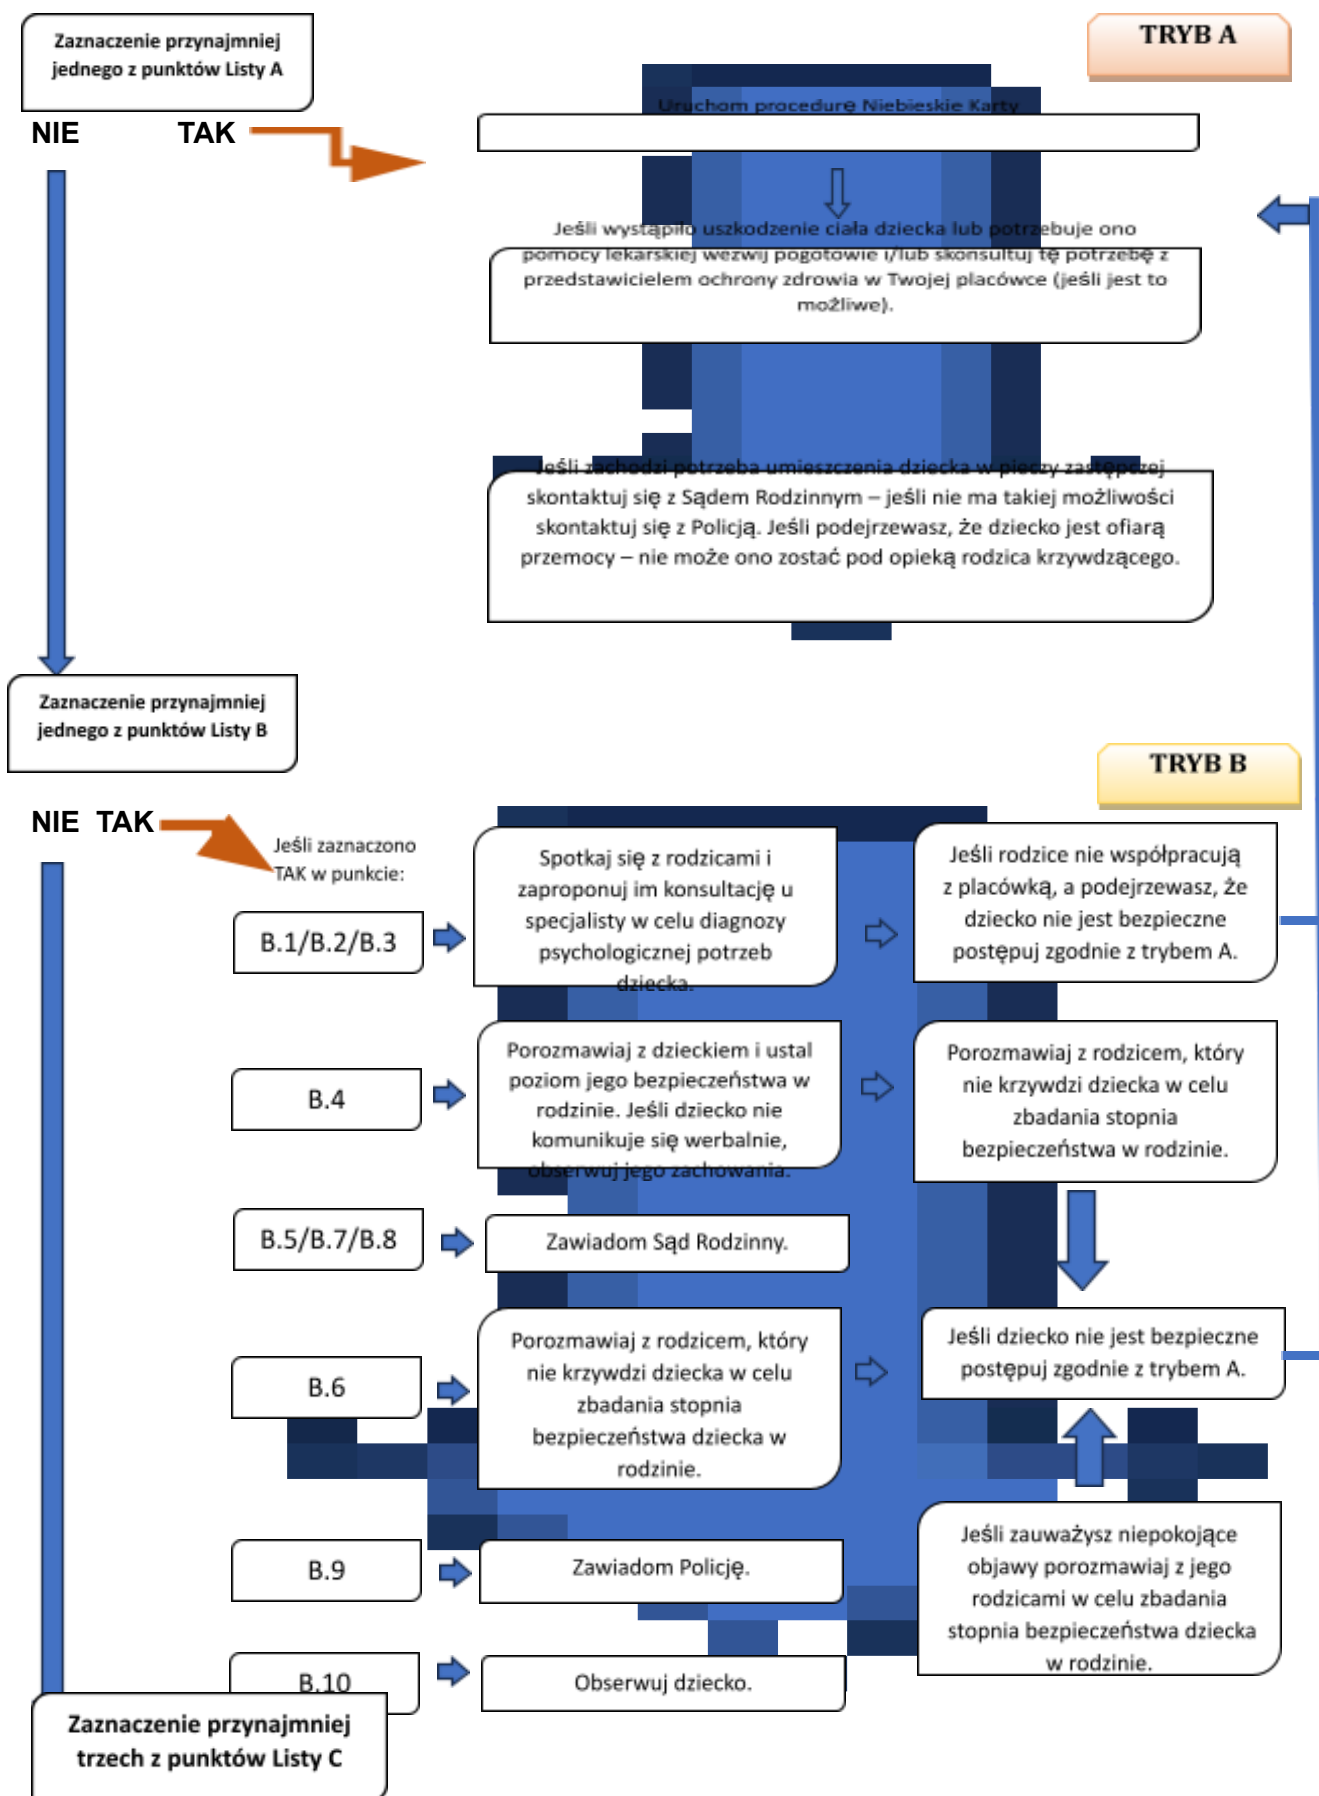 Zaznaczenie przynajmniej
jednego z punktów Listy A
TRYB A
NIE TAK
Uruchom procedurę Niebieskie Karty
Jeśli wystąpiło uszkodzenie ciała dziecka lub potrzebuje ono
pomocy lekarskiej wezwij pogotowie i/lub skonsultuj tę potrzebę z
przedstawicielem ochrony zdrowia w Twojej placówce (jeśli jest to
możliwe).
Jeśli zachodzi potrzeba umieszczenia dziecka w pieczy zastępczej
skontaktuj się z Sądem Rodzinnym – jeśli nie ma takiej możliwości
skontaktuj się z Policją. Jeśli podejrzewasz, że dziecko jest ofiarą
przemocy – nie może ono zostać pod opieką rodzica krzywdzącego.
Zaznaczenie przynajmniej
jednego z punktów Listy B
TRYB B
NIE TAK
Jeśli zaznaczono
TAK w punkcie:
B.1/B.2/B.3
Spotkaj się z rodzicami i
zaproponuj im konsultację u
specjalisty w celu diagnozy
psychologicznej potrzeb
dziecka.
Jeśli rodzice nie współpracują
z placówką, a podejrzewasz, że
dziecko nie jest bezpieczne
postępuj zgodnie z trybem A.
B.4
Porozmawiaj z dzieckiem i ustal
poziom jego bezpieczeństwa w
rodzinie. Jeśli dziecko nie
komunikuje się werbalnie,
obserwuj jego zachowania.
Porozmawiaj z rodzicem, który
nie krzywdzi dziecka w celu
zbadania stopnia
bezpieczeństwa w rodzinie.
B.5/B.7/B.8
Zawiadom Sąd Rodzinny.
B.6
Porozmawiaj z rodzicem, który
nie krzywdzi dziecka w celu
zbadania stopnia
bezpieczeństwa dziecka w
rodzinie.
Jeśli dziecko nie jest bezpieczne
postępuj zgodnie z trybem A.
B.9
Zawiadom Policję.
Jeśli zauważysz niepokojące
objawy porozmawiaj z jego
rodzicami w celu zbadania
stopnia bezpieczeństwa dziecka
w rodzinie.
B.10
Obserwuj dziecko.
Zaznaczenie przynajmniej
trzech z punktów Listy C